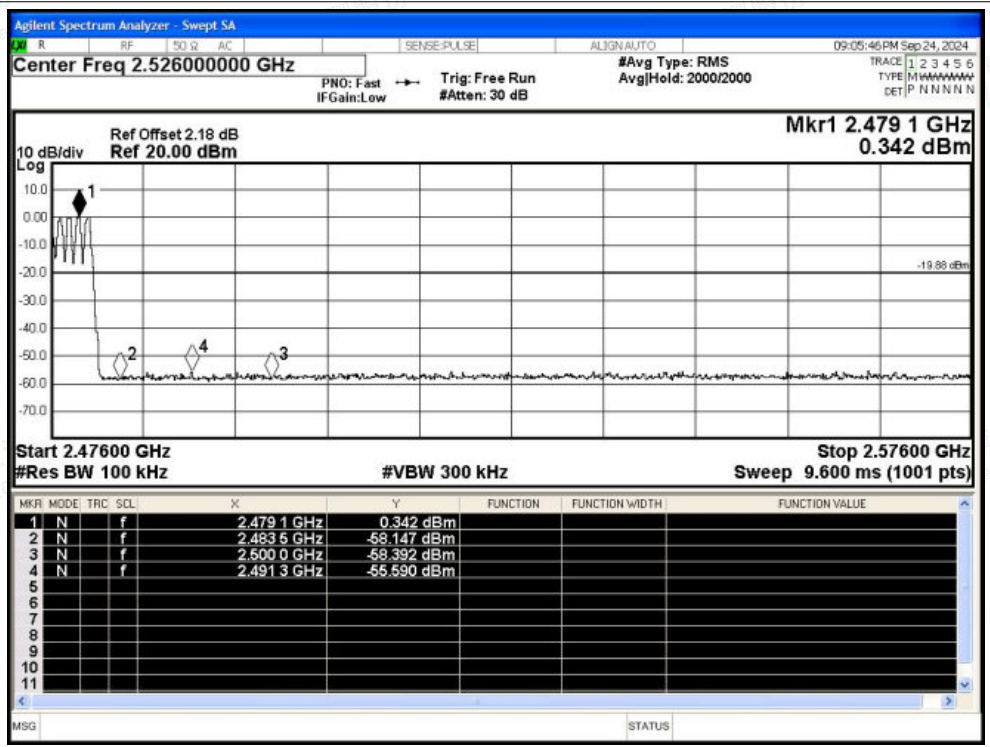 Agilent Spectrum Analyzer - Swept SA
LXI R RF 50 Ω AC SENSE:PULSE ALIGNAUTO 09:05:46 PM Sep 24, 2024
Center Freq 2.526000000 GHz
PNO: Fast
IFGain:Low
Trig: Free Run
#Atten: 30 dB
#Avg Type: RMS
Avg|Hold: 2000/2000
TRACE 1 2 3 4 5 6
TYPE MWWWWW
DET P N N N N N
Mkr1 2.479 1 GHz
0.342 dBm
Ref Offset 2.18 dB
10 dB/div Ref 20.00 dBm
Log
10.0
1
0.00
-10.0
-19.88 dBm
-20.0
-30.0
-40.0
-50.0
2 4 3
-60.0
-70.0
Start 2.47600 GHz Stop 2.57600 GHz
#Res BW 100 kHz #VBW 300 kHz Sweep 9.600 ms (1001 pts)
MKR MODE TRC SCL X Y FUNCTION FUNCTION WIDTH FUNCTION VALUE
1 N f 2.479 1 GHz 0.342 dBm
2 N f 2.483 5 GHz -58.147 dBm
3 N f 2.500 0 GHz -58.392 dBm
4 N f 2.491 3 GHz -55.590 dBm
5
6
7
8
9
10
11
MSG STATUS